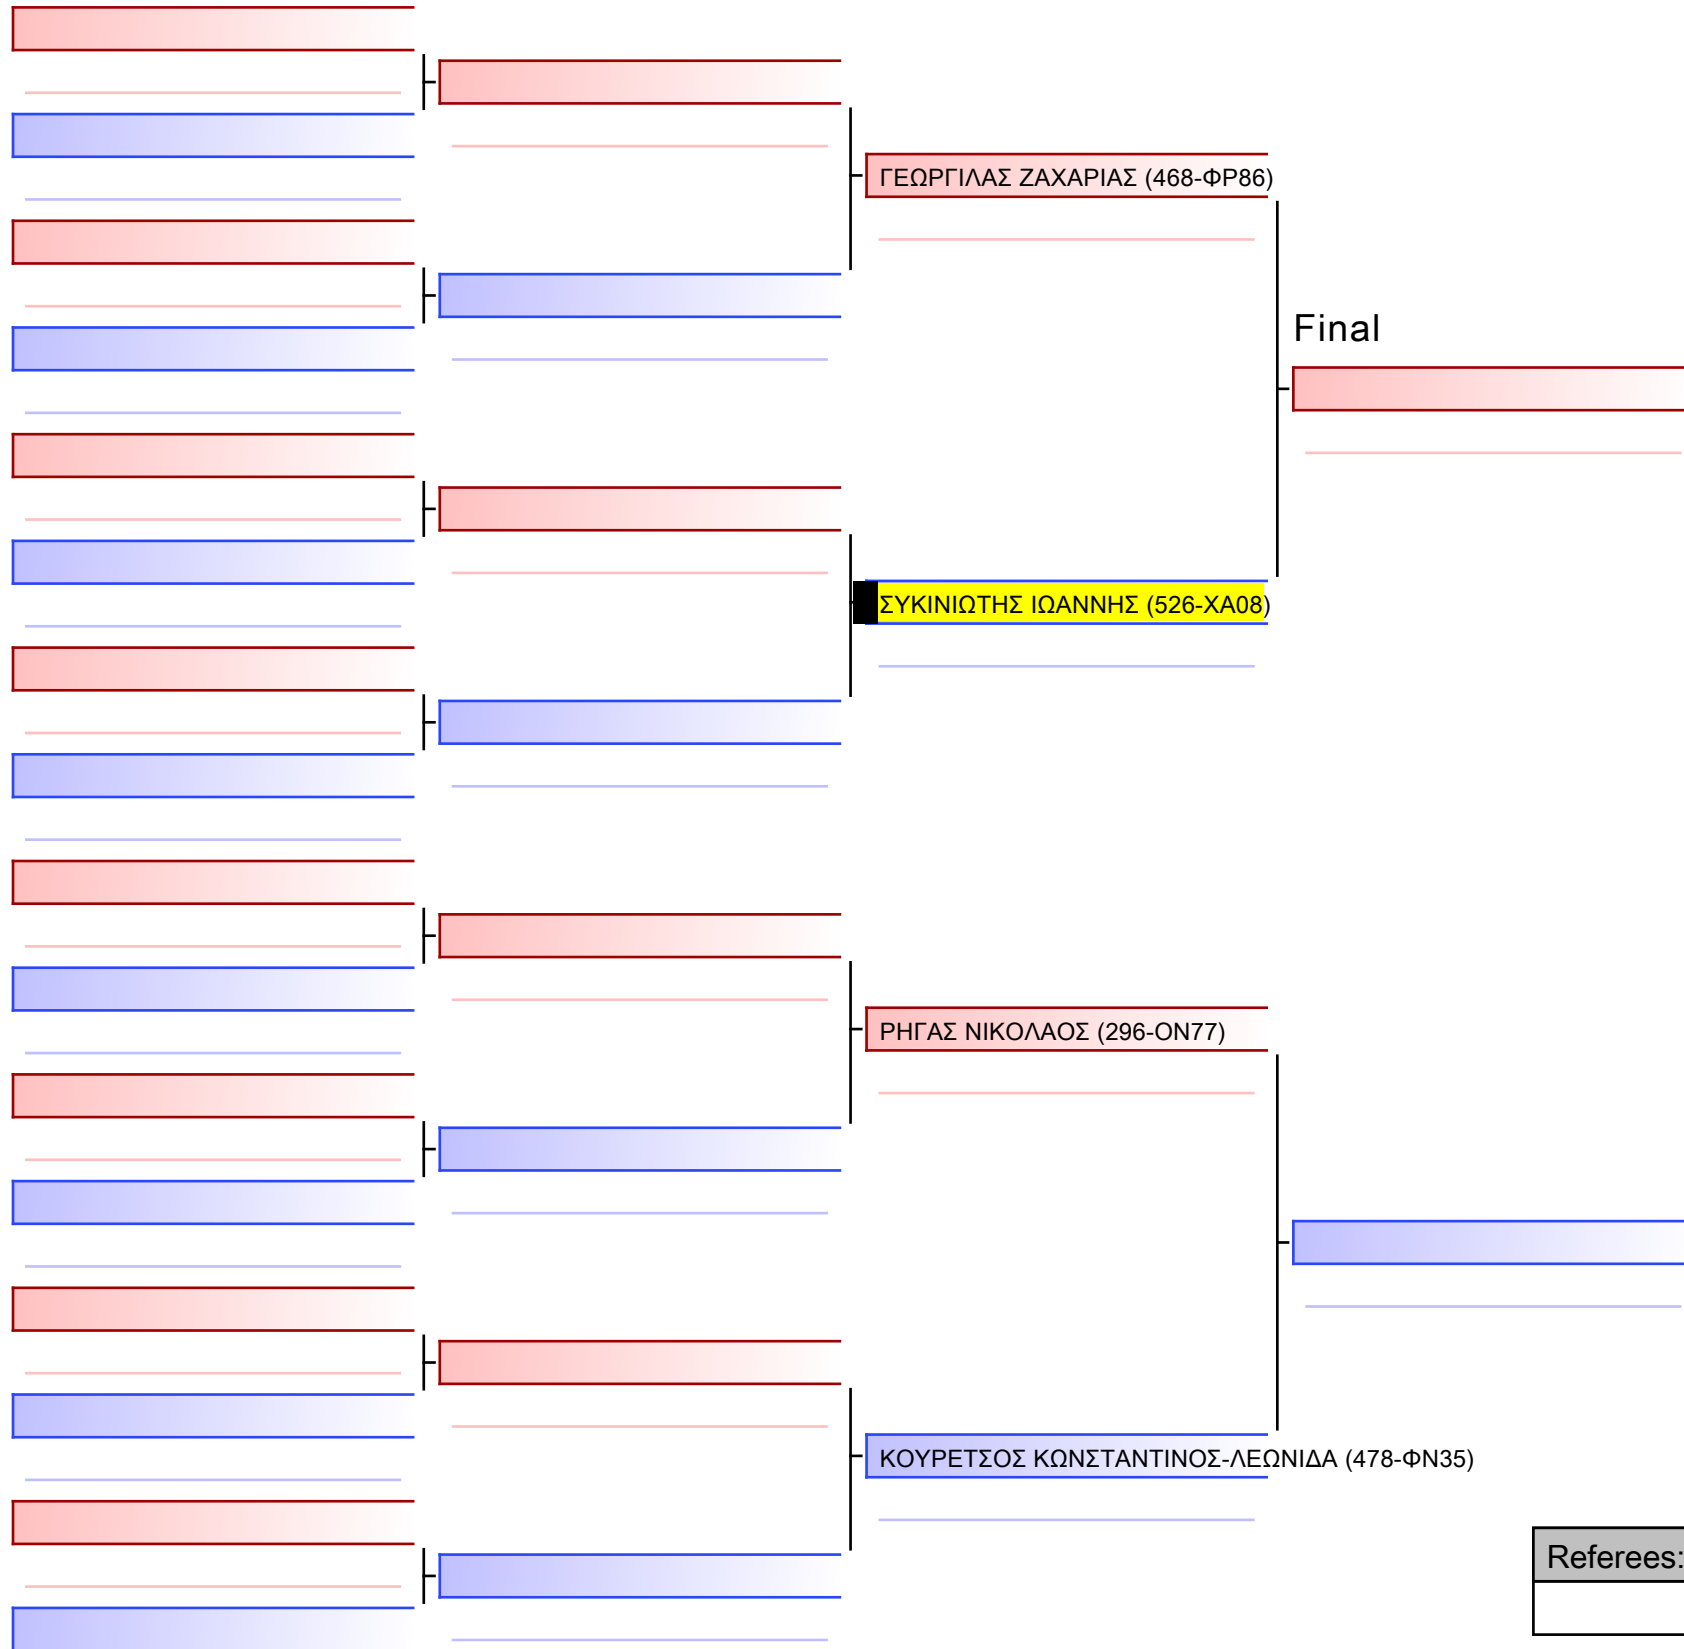 ΓΕΩΡΓΙΛΑΣ ΖΑΧΑΡΙΑΣ (468-ΦΡ86)
Final
ΣΥΚΙΝΙΩΤΗΣ ΙΩΑΝΝΗΣ (526-ΧΑ08)
ΡΗΓΑΣ ΝΙΚΟΛΑΟΣ (296-ΟΝ77)
ΚΟΥΡΕΤΣΟΣ ΚΩΝΣΤΑΝΤΙΝΟΣ-ΛΕΩΝΙΔΑ (478-ΦΝ35)
Referees: